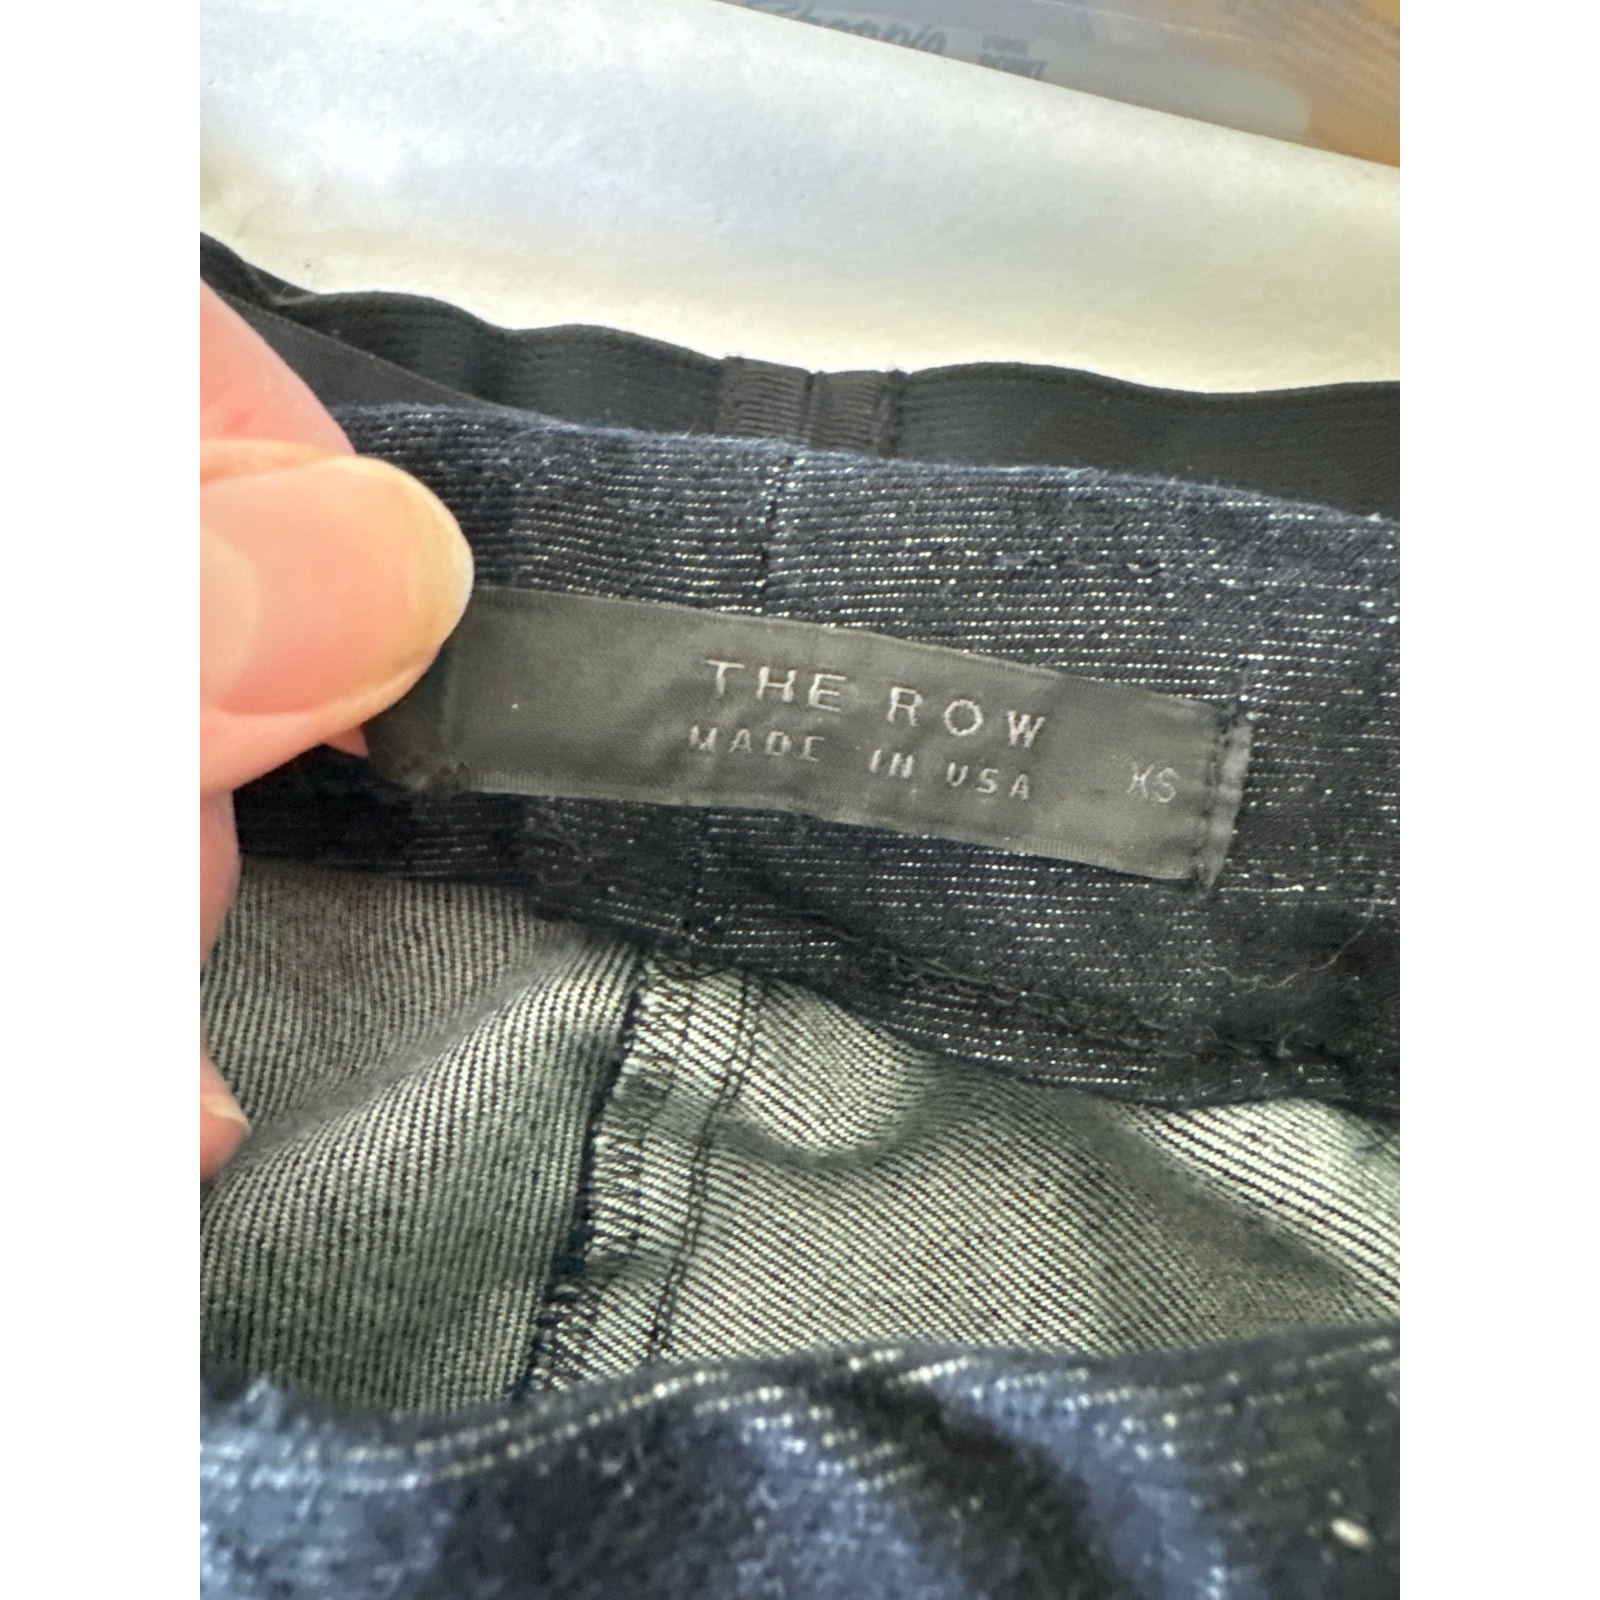 THE ROW
MADE IN USA
XS